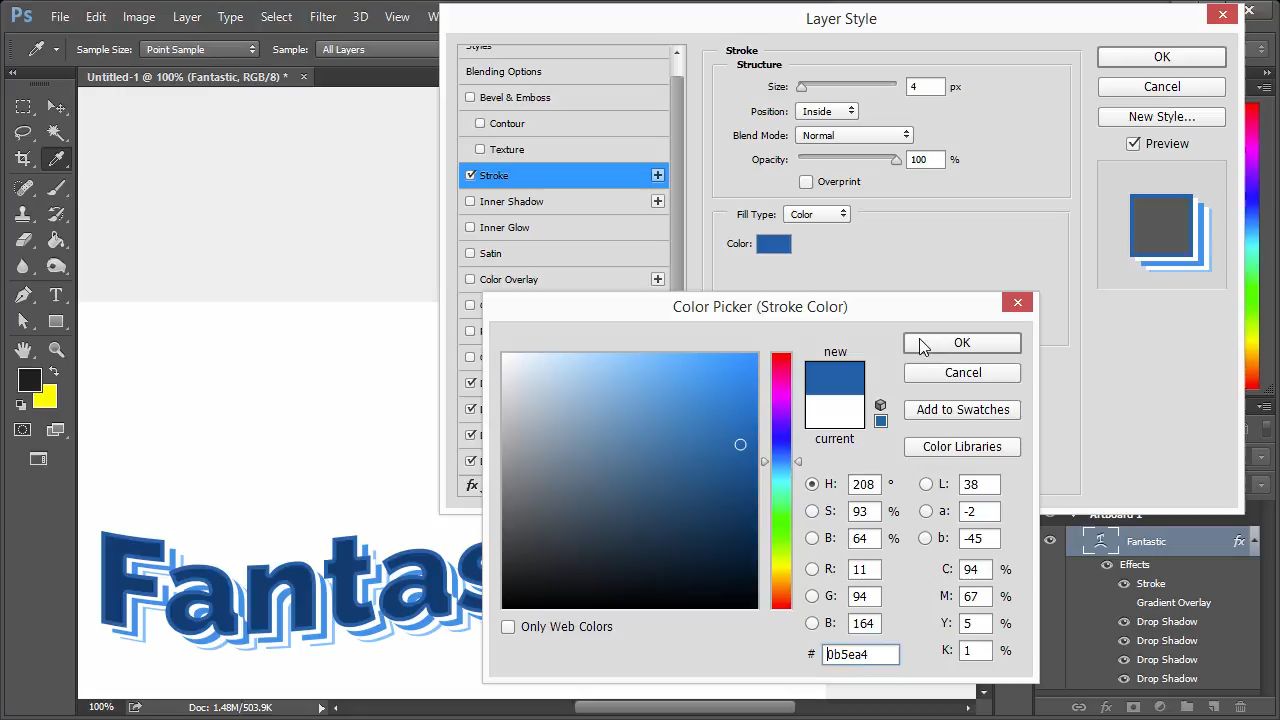 Ps File Edit Image Layer Type Select Filter 3D View
Layer Style
Sample Size: Point Sample Sample: All Layers
Untitled-1 @ 100% (Fantastic, RGB/8) *
Styles
Blending Options
Bevel & Emboss
Contour
Texture
Stroke
Inner Shadow
Inner Glow
Satin
Color Overlay
fx
Stroke
Structure
Size: 4 px
Position: Inside
Blend Mode: Normal
Opacity: 100 %
Overprint
Fill Type: Color
Color:
OK
Cancel
New Style...
Preview
Color Picker (Stroke Color)
new
current
OK
Cancel
Add to Swatches
Color Libraries
H: 208 ° L: 38
S: 93 % a: -2
B: 64 % b: -45
R: 11 C: 94 %
G: 94 M: 67 %
B: 164 Y: 5 %
# 0b5ea4 K: 1 %
Only Web Colors
Fantas
Artboard 1
Fantastic fx
Effects
Stroke
Gradient Overlay
Drop Shadow
Drop Shadow
Drop Shadow
Drop Shadow
100% Doc: 1.48M/503.9K
fx